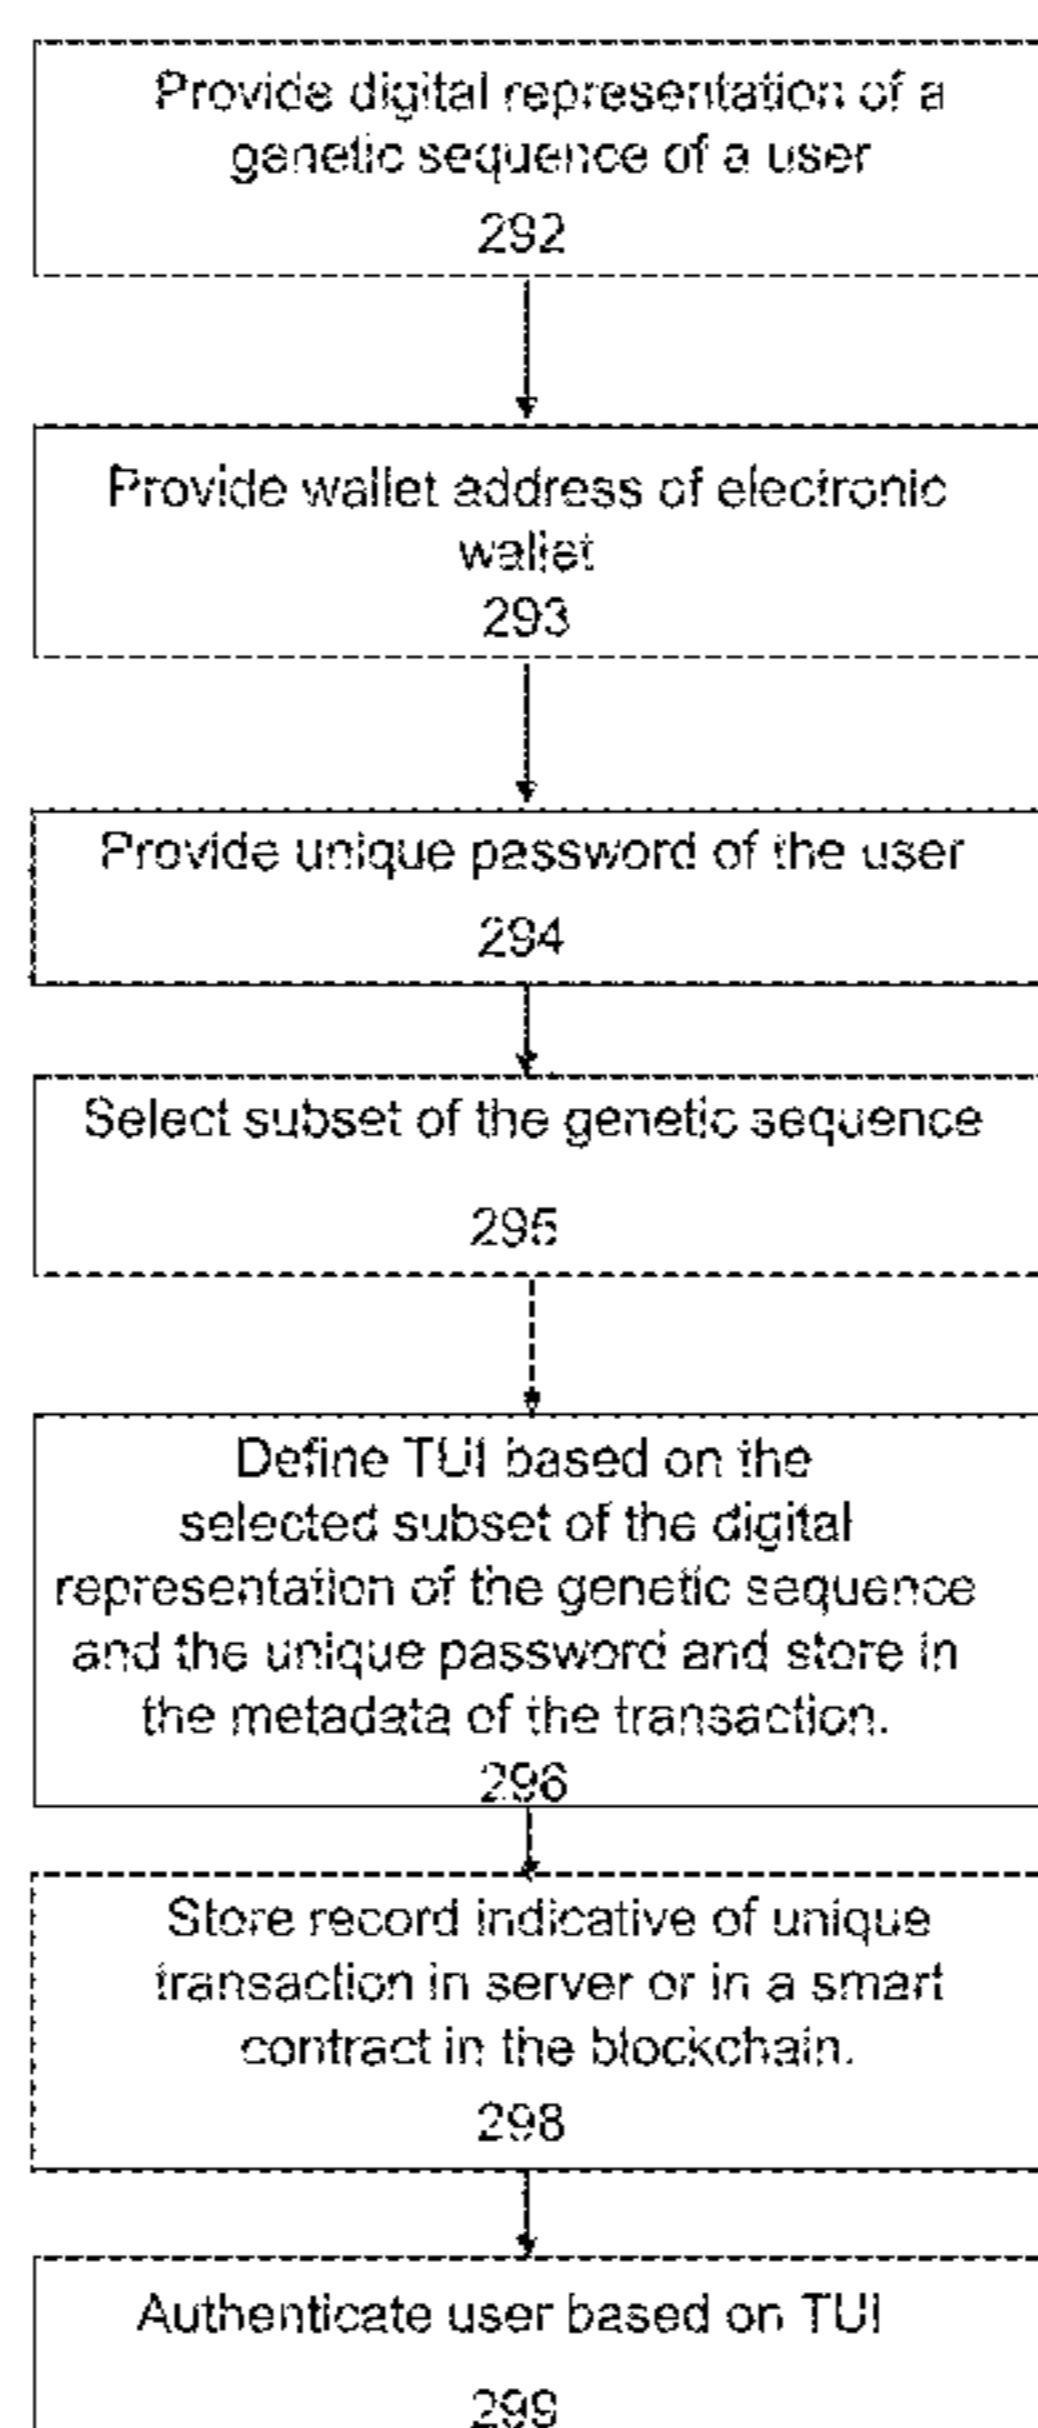 Provide digital representation of a
genetic sequence of a user
292
Provide wallet address of electronic
wallet
293
Provide unique password of the user
294
Select subset of the genetic sequence
295
Define TUI based on the
selected subset of the digital
representation of the genetic sequence
and the unique password and store in
the metadata of the transaction.
296
Store record indicative of unique
transaction in server or in a smart
contract in the blockchain.
298
Authenticate user based on TUI
299